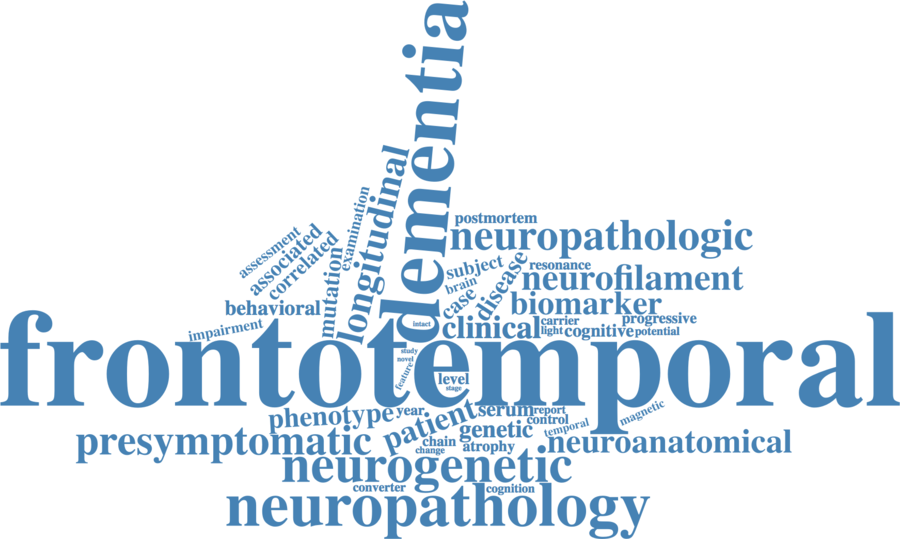 dementia
longitudinal
examination
mutation
assessment
associated
correlated
behavioral
impairment
postmortem
neuropathologic
subject
brain
case
disease
resonance
neurofilament
biomarker
intact
clinical
carrier
light
cognitive
progressive
potential
frontotemporal
study
novel
feature
level
stage
phenotype
year
patient
serum
report
control
magnetic
presymptomatic
chain
change
genetic
atrophy
temporal
neuroanatomical
neurogenetic
converter
cognition
neuropathology